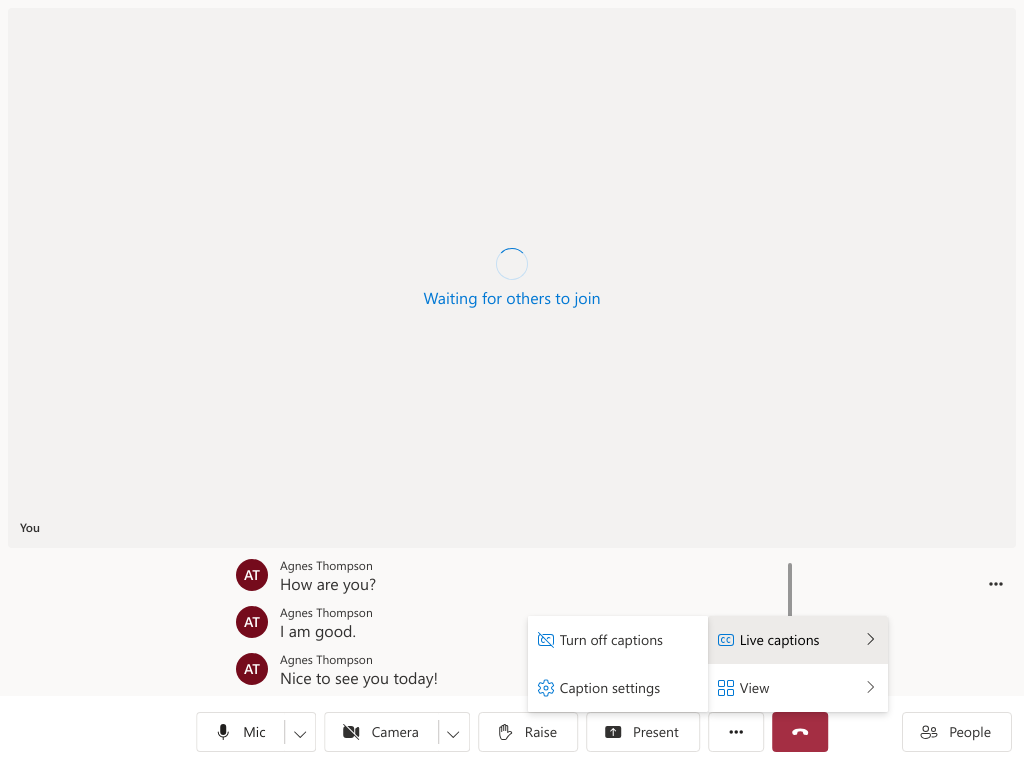 Waiting for others to join
You
AT Agnes Thompson
How are you?
AT Agnes Thompson
I am good.
AT Agnes Thompson
Nice to see you today!
Turn off captions
Caption settings
CC Live captions
View
Mic
Camera
Raise
Present
People